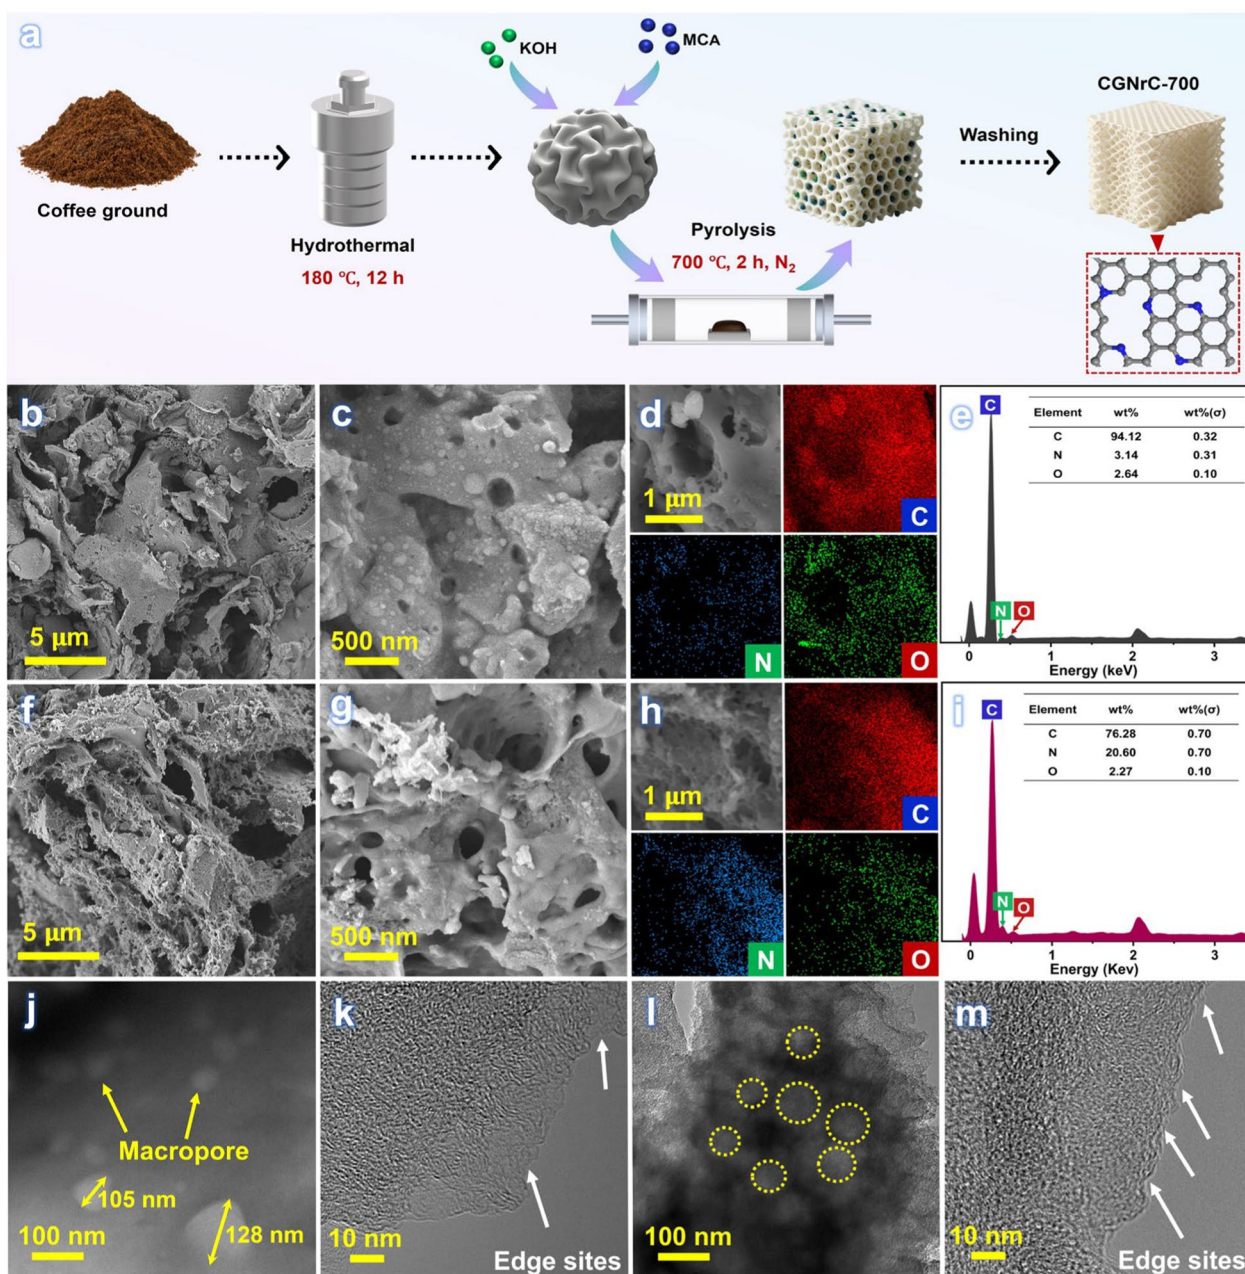 a
KOH
MCA
CGNrC-700
Washing
Coffee ground
Hydrothermal
180 ℃, 12 h
Pyrolysis
700 ℃, 2 h, N₂
b
5 μm
c
500 nm
d
1 μm
C
N
O
e
C
Element wt% wt%(σ)
C 94.12 0.32
N 3.14 0.31
O 2.64 0.10
N O
0 1 2 3
Energy (keV)
f
5 μm
g
500 nm
h
1 μm
C
N
O
i
C
Element wt% wt%(σ)
C 76.28 0.70
N 20.60 0.70
O 2.27 0.10
N O
0 1 2 3
Energy (Kev)
j
Macropore
105 nm
128 nm
100 nm
k
10 nm
Edge sites
l
100 nm
m
10 nm
Edge sites